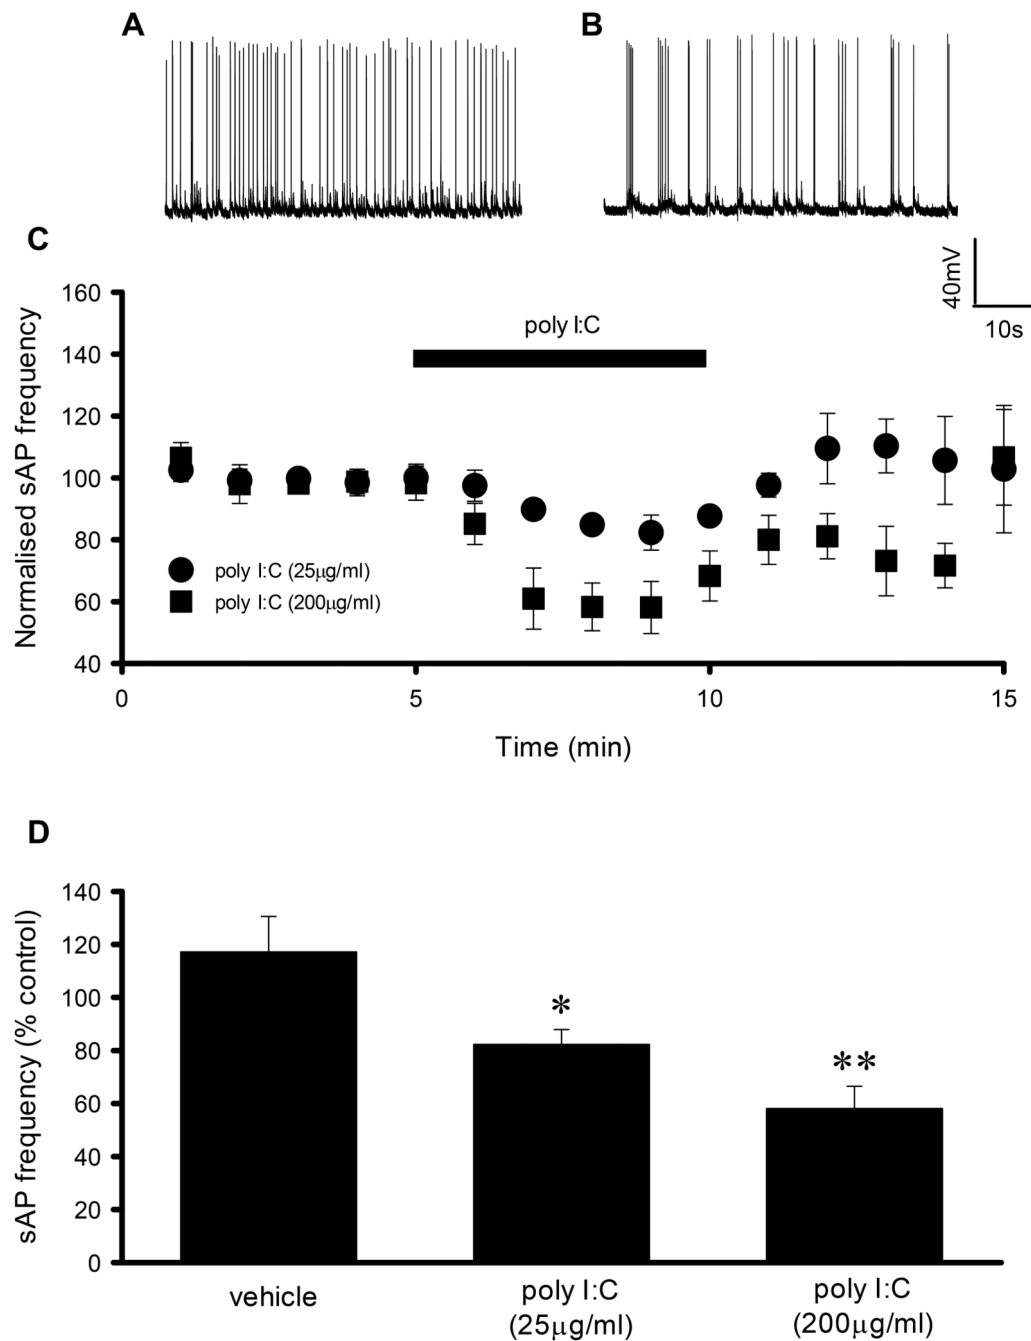 A
B
40mV
10s
C
Normalised sAP frequency
160
140
120
100
80
60
40
poly I:C
poly I:C (25μg/ml)
poly I:C (200μg/ml)
0
5
10
15
Time (min)
D
sAP frequency (% control)
140
120
100
80
60
40
20
0
*
**
vehicle
poly I:C
(25μg/ml)
poly I:C
(200μg/ml)